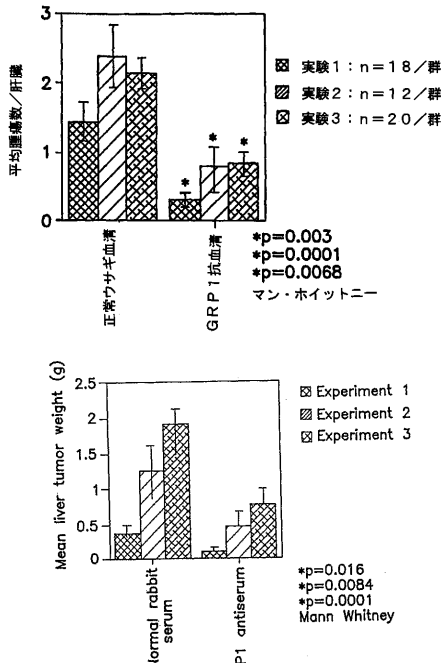 平均腫瘍数／肝臓
3
2
1
0
実験1：n＝18／群
実験2：n＝12／群
実験3：n＝20／群
*
*
*
正常ウサギ血清
GRP1抗血清
*p=0.003
*p=0.0001
*p=0.0068
マン・ホイットニー
Mean liver tumor weight (g)
2.5
2
1.5
1
0.5
0
Experiment 1
Experiment 2
Experiment 3
Normal rabbit
serum
P1 antiserum
*p=0.016
*p=0.0084
*p=0.0001
Mann Whitney